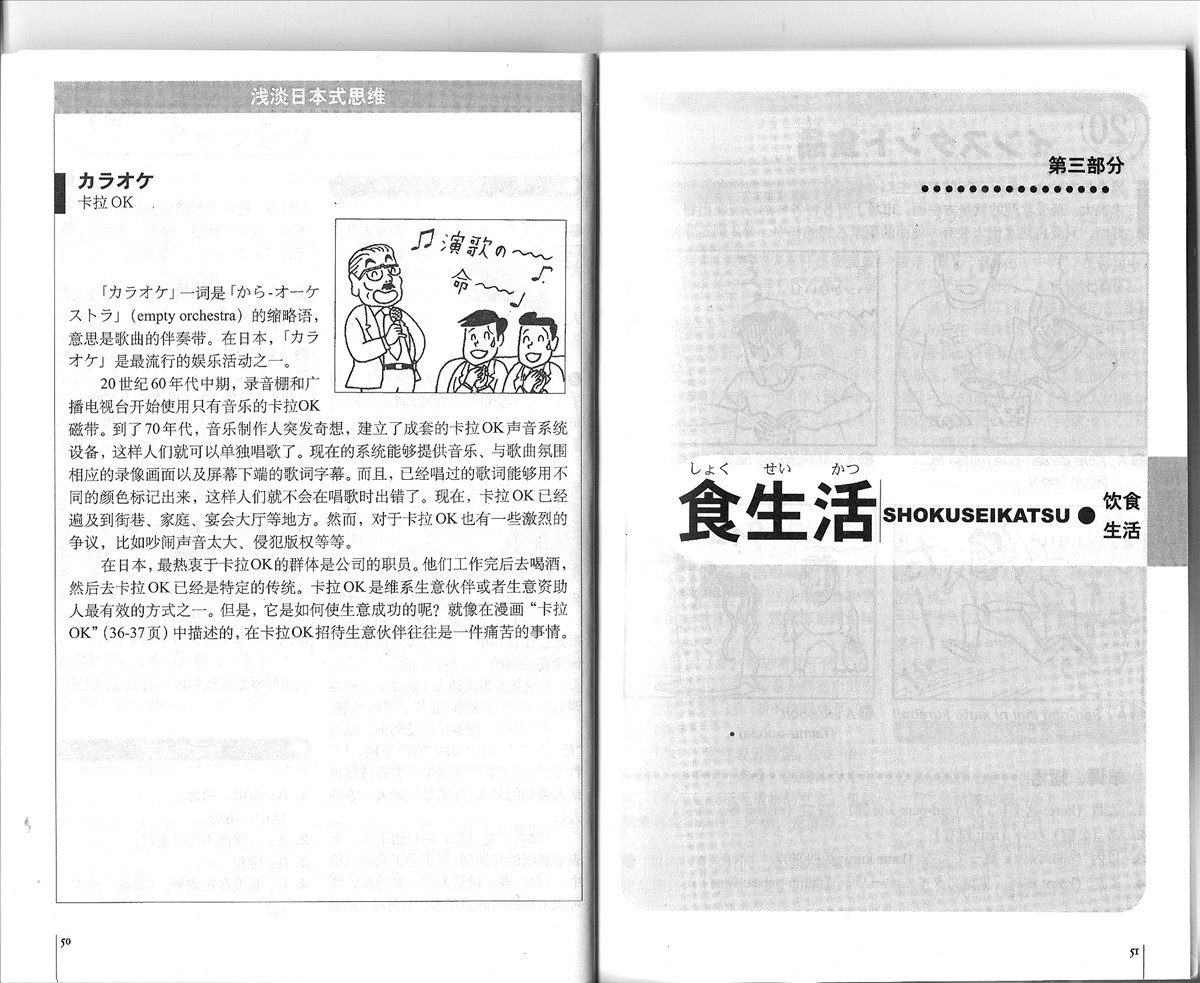 浅淡日本式思维
カラオケ
卡拉 OK
♫演歌の〜〜
♪
命〜〜♩
「カラオケ」一词是「から-オーケ
ストラ」（empty orchestra）的缩略语，
意思是歌曲的伴奏带。在日本，「カラ
オケ」是最流行的娱乐活动之一。
20 世纪 60 年代中期，录音棚和广
播电视台开始使用只有音乐的卡拉OK
磁带。到了 70 年代，音乐制作人突发奇想，建立了成套的卡拉 OK 声音系统
设备，这样人们就可以单独唱歌了。现在的系统能够提供音乐、与歌曲氛围
相应的录像画面以及屏幕下端的歌词字幕。而且，已经唱过的歌词能够用不
同的颜色标记出来，这样人们就不会在唱歌时出错了。现在，卡拉 OK 已经
遍及到街巷、家庭、宴会大厅等地方。然而，对于卡拉 OK 也有一些激烈的
争议，比如吵闹声音太大、侵犯版权等等。
在日本，最热衷于卡拉OK的群体是公司的职员。他们工作完后去喝酒，
然后去卡拉 OK 已经是特定的传统。卡拉 OK 是维系生意伙伴或者生意资助
人最有效的方式之一。但是，它是如何使生意成功的呢？就像在漫画“卡拉
OK”（36-37页）中描述的，在卡拉OK招待生意伙伴往往是一件痛苦的事情。
50
第三部分
しょく せい かつ
食生活 SHOKUSEIKATSU ● 饮食
生活
51